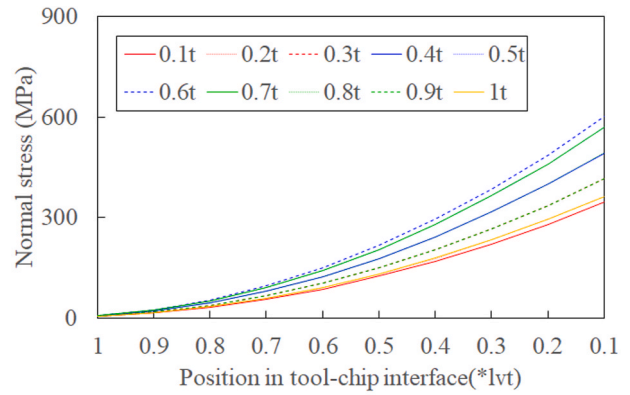 900
0.1t 0.2t 0.3t 0.4t 0.5t
0.6t 0.7t 0.8t 0.9t 1t
600
Normal stress (MPa)
300
0
1 0.9 0.8 0.7 0.6 0.5 0.4 0.3 0.2 0.1
Position in tool-chip interface(*lvt)